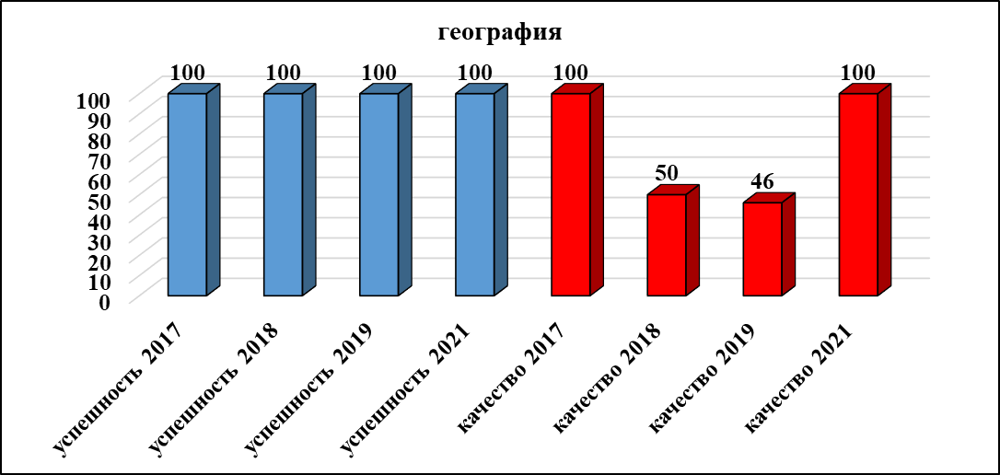 география
100 100 100 100 100 50 46 100
100
90
80
70
60
50
40
30
20
10
0
успешность 2017
успешность 2018
успешность 2019
успешность 2021
качество 2017
качество 2018
качество 2019
качество 2021